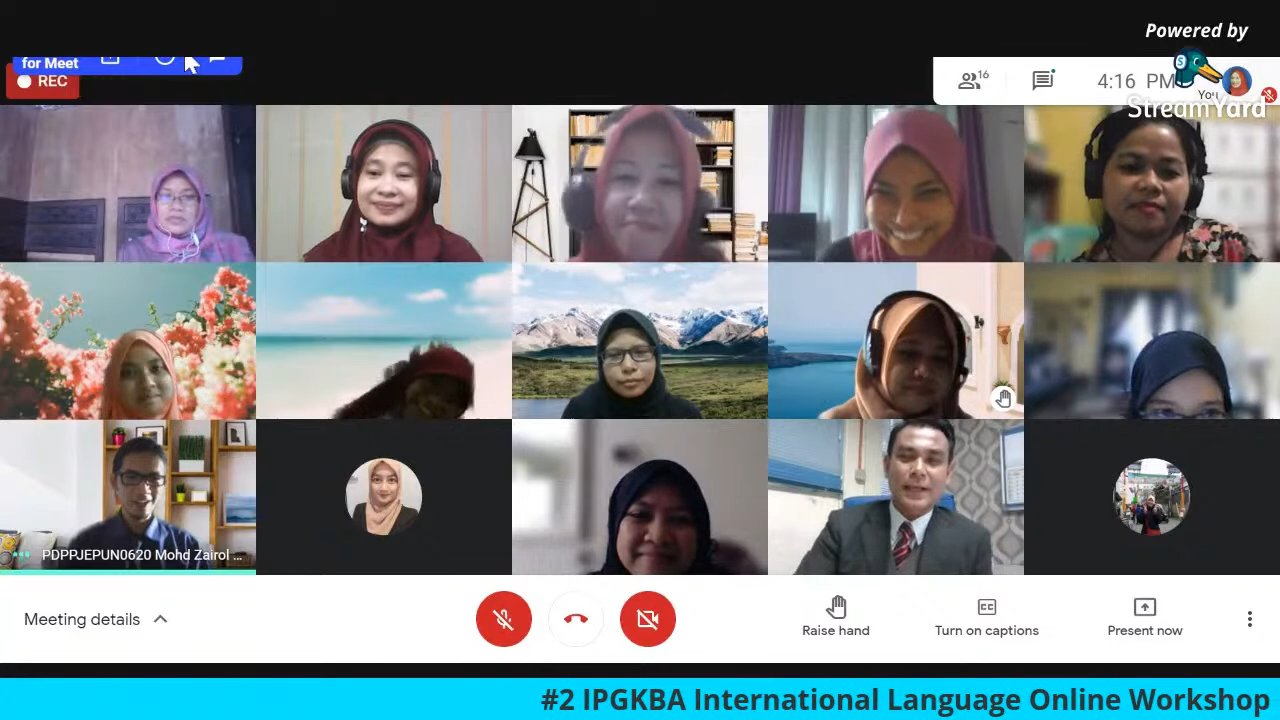 Powered by
for Meet
REC
16
4:16 PM
You
StreamYard
PDPPJEPUN0620 Mohd Zairol ...
Meeting details
Raise hand
Turn on captions
Present now
#2 IPGKBA International Language Online Workshop